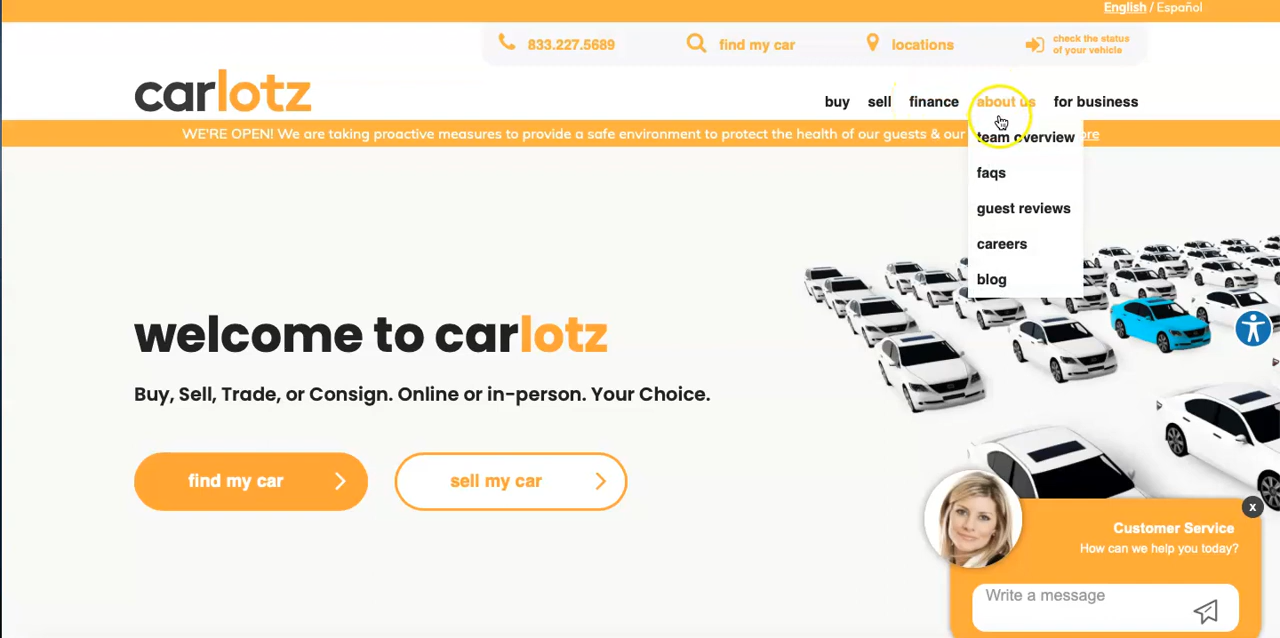 English / Español
833.227.5689
find my car
locations
check the status
of your vehicle
carlotz
buy
sell
finance
about us
for business
WE'RE OPEN! We are taking proactive measures to provide a safe environment to protect the health of our guests & our re
team overview
faqs
guest reviews
careers
blog
welcome to carlotz
Buy, Sell, Trade, or Consign. Online or in-person. Your Choice.
find my car
sell my car
x
Customer Service
How can we help you today?
Write a message